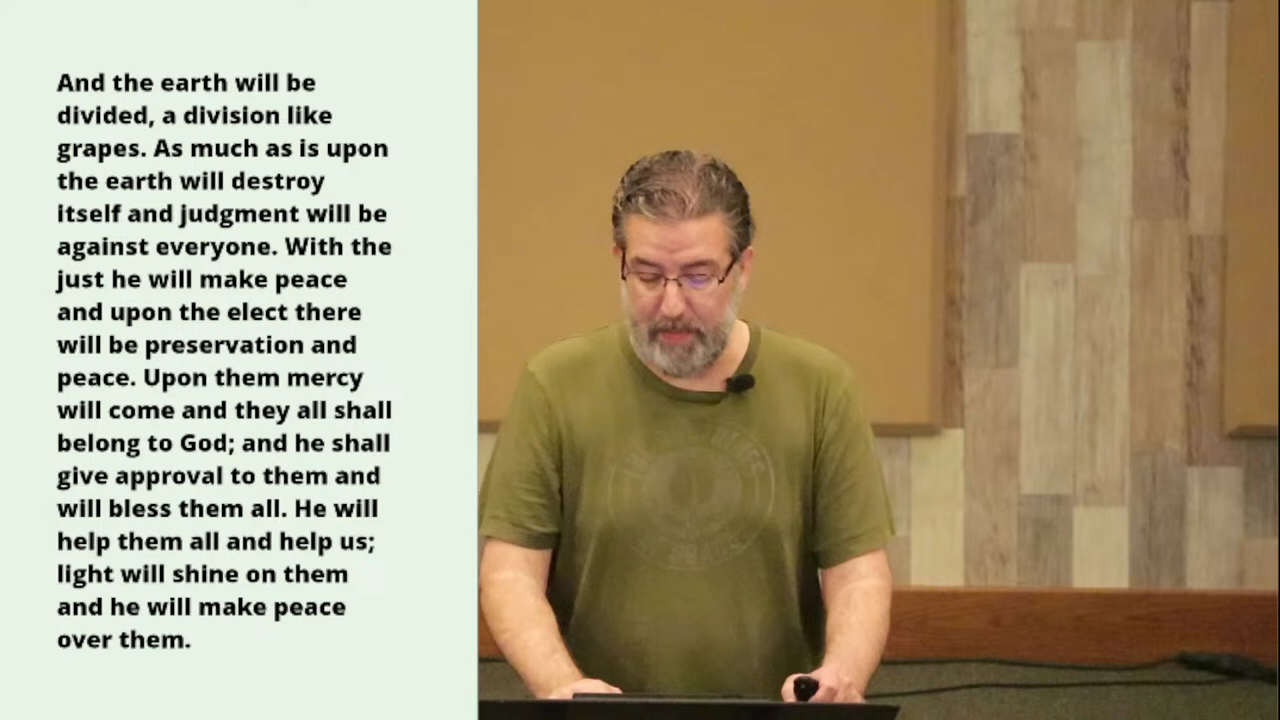 And the earth will be
divided, a division like
grapes. As much as is upon
the earth will destroy
itself and judgment will be
against everyone. With the
just he will make peace
and upon the elect there
will be preservation and
peace. Upon them mercy
will come and they all shall
belong to God; and he shall
give approval to them and
will bless them all. He will
help them all and help us;
light will shine on them
and he will make peace
over them.